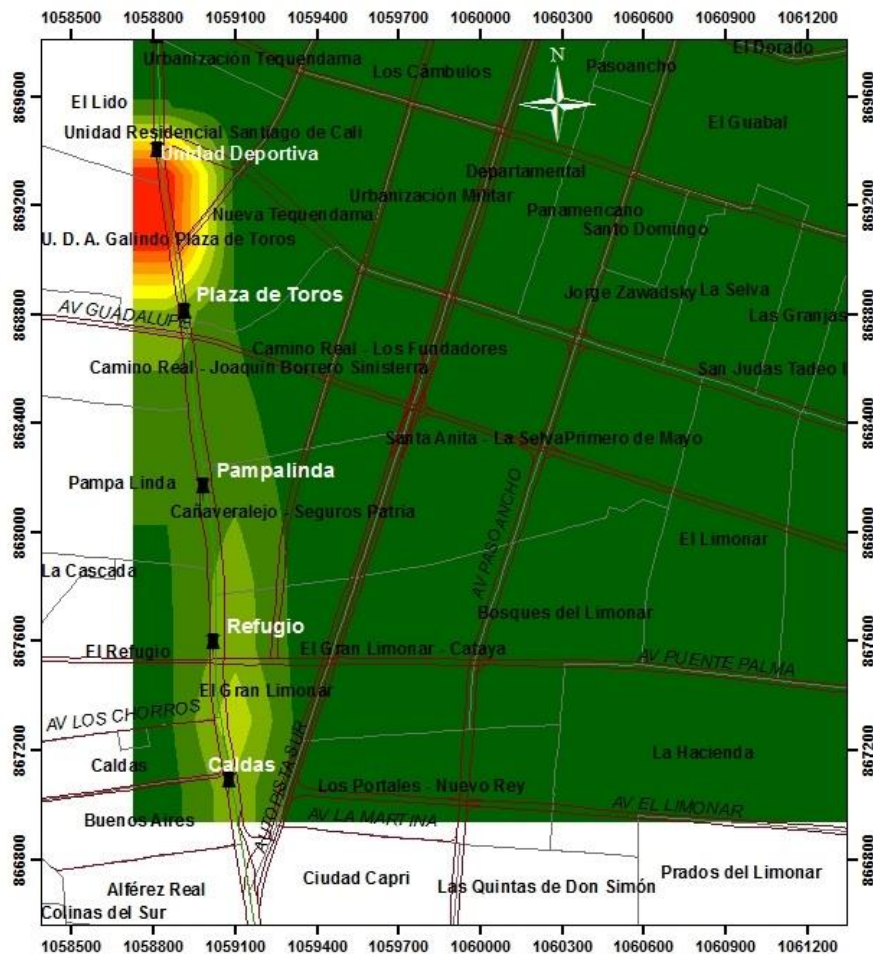 1058500 1058800 1059100 1059400 1059700 1060000 1060300 1060600 1060900 1061200
869600
869200
868800
868400
868000
867600
867200
866800
869600
869200
868800
868400
868000
867600
867200
866800
N
El Dorado
Urbanización Tequendama
Los Cámbulos
Pasoancho
El Lido
El Guabal
Unidad Residencial Santiago de Cali
Unidad Deportiva
Departamental
Urbanización Militar
Panamericano
Nueva Tequendama
Santo Domingo
U. D. A. Galindo Plaza de Toros
Plaza de Toros
Jorge Zawadsky
La Selva
AV GUADALUPE
Las Granjas
Camino Real - Los Fundadores
Camino Real - Joaquín Borrero Sinisterra
San Judas Tadeo I
Santa Anita - La Selva
Primero de Mayo
Pampalinda
Pampa Linda
AV PASOANCHO
Cañaveralejo - Seguros Patria
El Limonar
La Cascada
Bosques del Limonar
Refugio
El Refugio
El Gran Limonar - Cataya
AV PUENTE PALMA
El Gran Limonar
AV LOS CHORROS
La Hacienda
Caldas
Caldas
AUTOPISTA SUR
Los Portales - Nuevo Rey
AV EL LIMONAR
Buenos Aires
AV LA MARTINA
Prados del Limonar
Ciudad Capri
Alférez Real
Las Quintas de Don Simón
Colinas del Sur
1058500 1058800 1059100 1059400 1059700 1060000 1060300 1060600 1060900 1061200